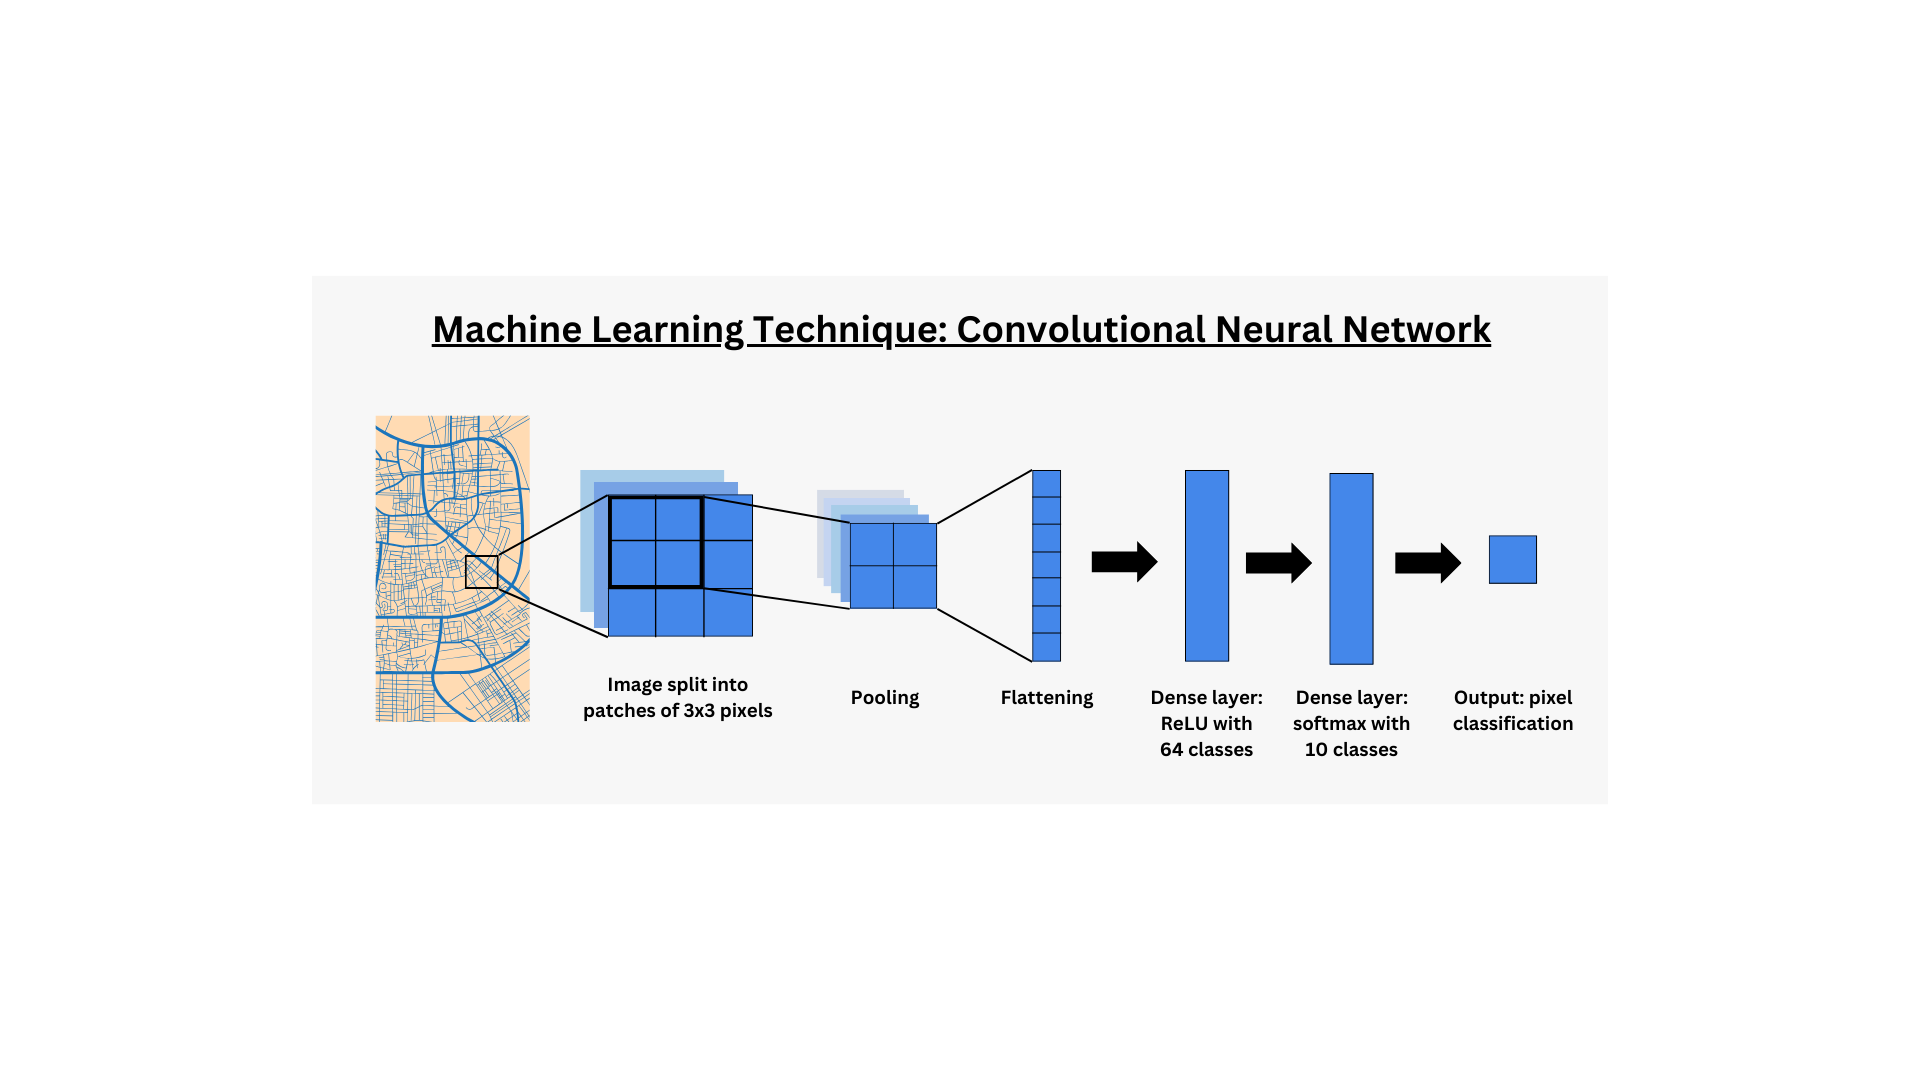 Machine Learning Technique: Convolutional Neural Network
Image split into
patches of 3x3 pixels
Pooling
Flattening
Dense layer:
ReLU with
64 classes
Dense layer:
softmax with
10 classes
Output: pixel
classification